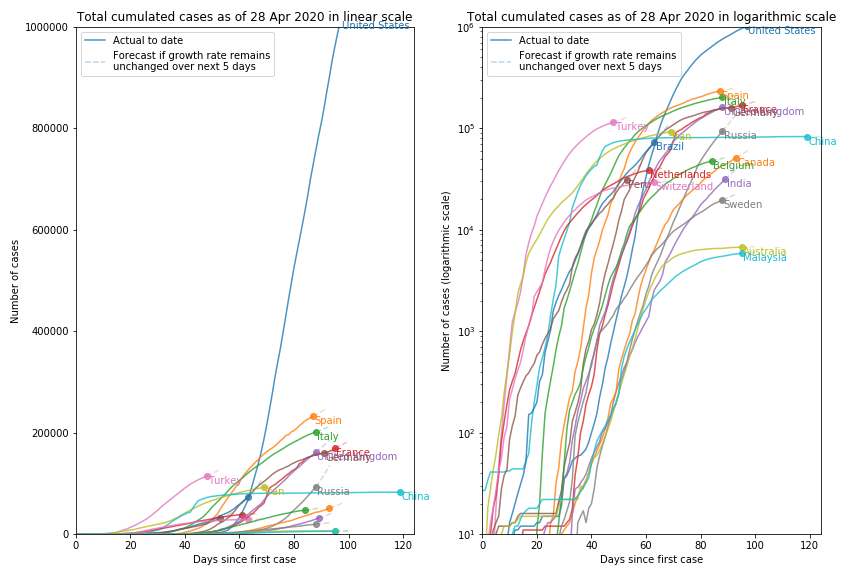 Total cumulated cases as of 28 Apr 2020 in linear scale
1000000
800000
600000
400000
200000
0
Number of cases
Actual to date
Forecast if growth rate remains
unchanged over next 5 days
United States
Spain
Italy
France
United Kingdom
Germany
Turkey
Iran
Russia
China
0 20 40 60 80 100 120
Days since first case
Total cumulated cases as of 28 Apr 2020 in logarithmic scale
10^6
10^5
10^4
10^3
10^2
10^1
Number of cases (logarithmic scale)
Actual to date
Forecast if growth rate remains
unchanged over next 5 days
United States
Spain
Italy
France
United Kingdom
Germany
Turkey
Iran
Russia
China
Brazil
Belgium
Canada
Netherlands
Peru
Switzerland
India
Sweden
Australia
Malaysia
0 20 40 60 80 100 120
Days since first case